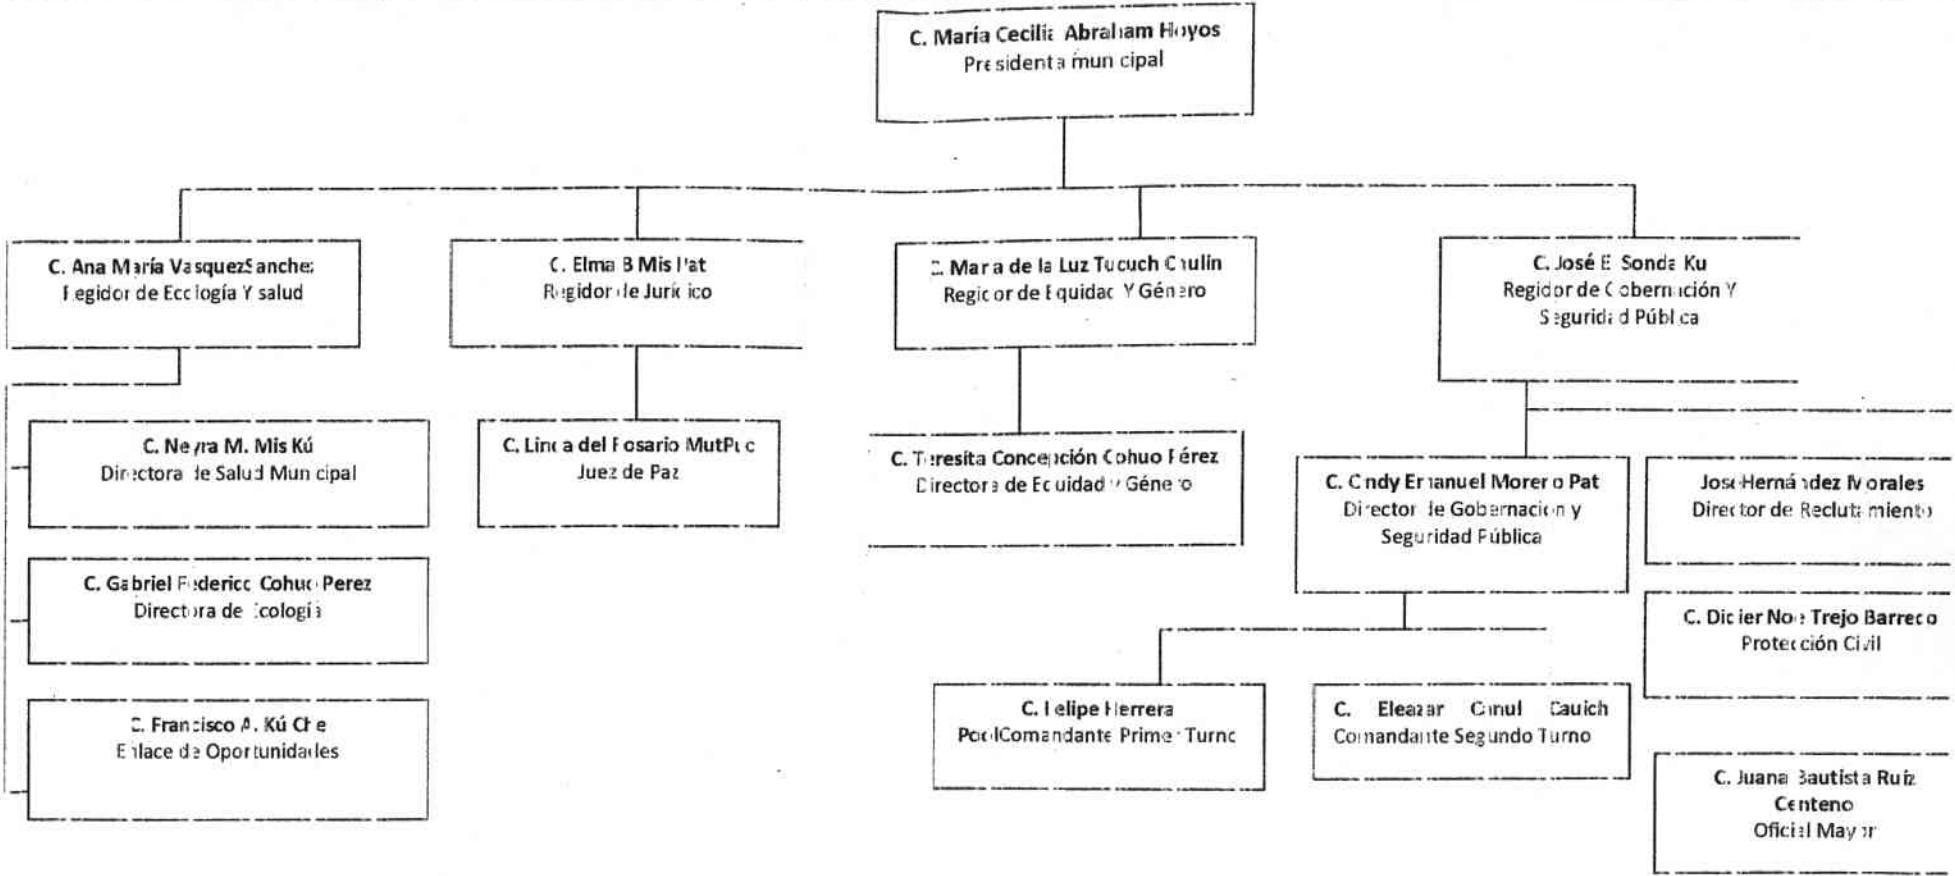 C. María Cecilia Abraham Hoyos
Presidenta municipal
C. Ana María VasquezSanchez
Regidor de Ecología Y salud
C. Elma B Mis Pat
Regidor de Jurídico
C. Maria de la Luz Tucuch Chulin
Regidor de Equidad Y Género
C. José E Sonda Ku
Regidor de Gobernación Y
Seguridad Pública
C. Neyra M. Mis Kú
Directora de Salud Municipal
C. Linda del Rosario MutPuc
Juez de Paz
C. Teresita Concepción Cohuo Pérez
Directora de Equidad y Género
C. Cindy Emanuel Moreno Pat
Director de Gobernación y
Seguridad Pública
Jose Hernández Morales
Director de Reclutamiento
C. Gabriel Federico Cohuo Perez
Directora de Ecología
C. Didier Noe Trejo Barredo
Protección Civil
C. Francisco A. Kú Che
Enlace de Oportunidades
C. Felipe Herrera
PoolComandante Primer Turno
C. Eleazar Canul Cauich
Comandante Segundo Turno
C. Juana Bautista Ruiz
Centeno
Oficial Mayor